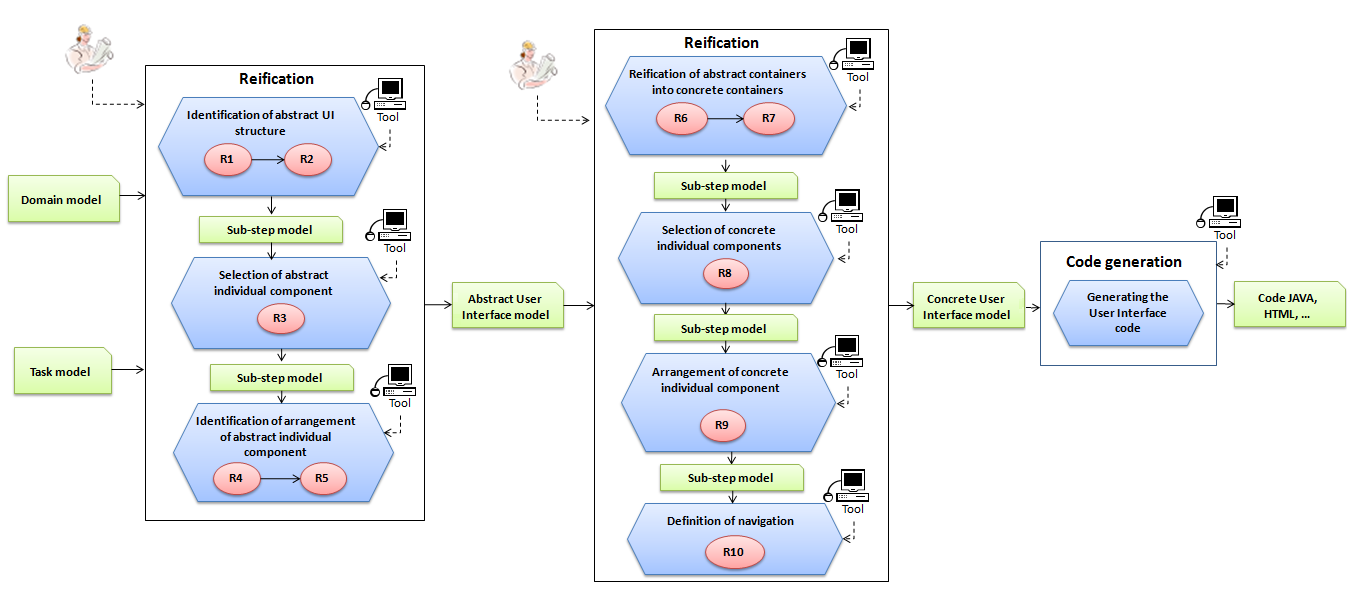 Reification
Identification of abstract UI
structure
R1
R2
Tool
Domain model
Sub-step model
Selection of abstract
individual component
R3
Tool
Task model
Sub-step model
Identification of arrangement
of abstract individual
component
R4
R5
Tool
Abstract User
Interface model
Reification
Reification of abstract containers
into concrete containers
R6
R7
Tool
Sub-step model
Selection of concrete
individual components
R8
Tool
Sub-step model
Arrangement of concrete
individual component
R9
Tool
Sub-step model
Definition of navigation
R10
Tool
Concrete User
Interface model
Code generation
Generating the
User Interface
code
Tool
Code JAVA,
HTML, ...